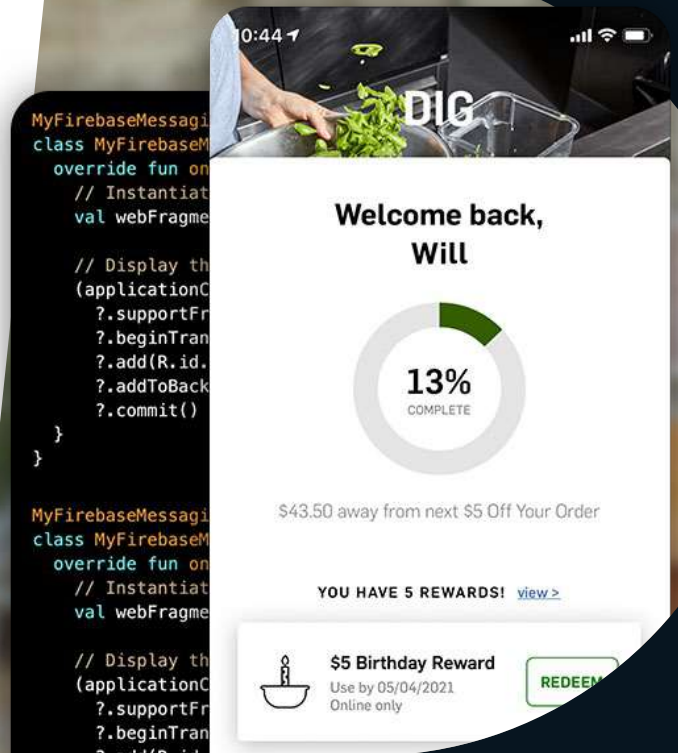 MyFirebaseMessagi
class MyFirebaseM
override fun on
// Instantiat
val webFragme
// Display th
(applicationC
?.supportFr
?.beginTran
?.add(R.id.
?.addToBack
?.commit()
}
}
MyFirebaseMessagi
class MyFirebaseM
override fun on
// Instantiat
val webFragme
// Display th
(applicationC
?.supportFr
?.beginTran
10:44
DIG
Welcome back,
Will
13%
COMPLETE
$43.50 away from next $5 Off Your Order
YOU HAVE 5 REWARDS! view >
$5 Birthday Reward
Use by 05/04/2021
Online only
REDEEM